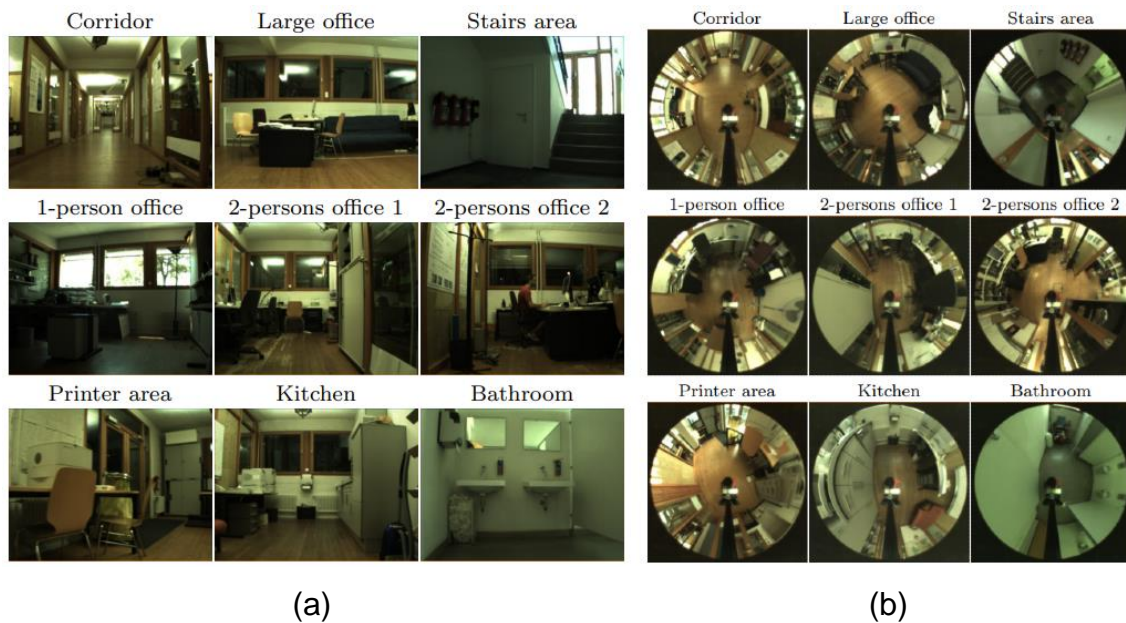 Corridor Large office Stairs area
1-person office 2-persons office 1 2-persons office 2
Printer area Kitchen Bathroom
(a)
Corridor Large office Stairs area
1-person office 2-persons office 1 2-persons office 2
Printer area Kitchen Bathroom
(b)